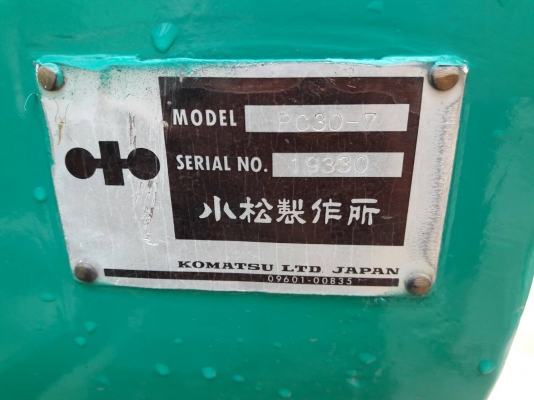 MODEL PC30-7
SERIAL NO. 19330
小松製作所
KOMATSU LTD JAPAN
09601-00835